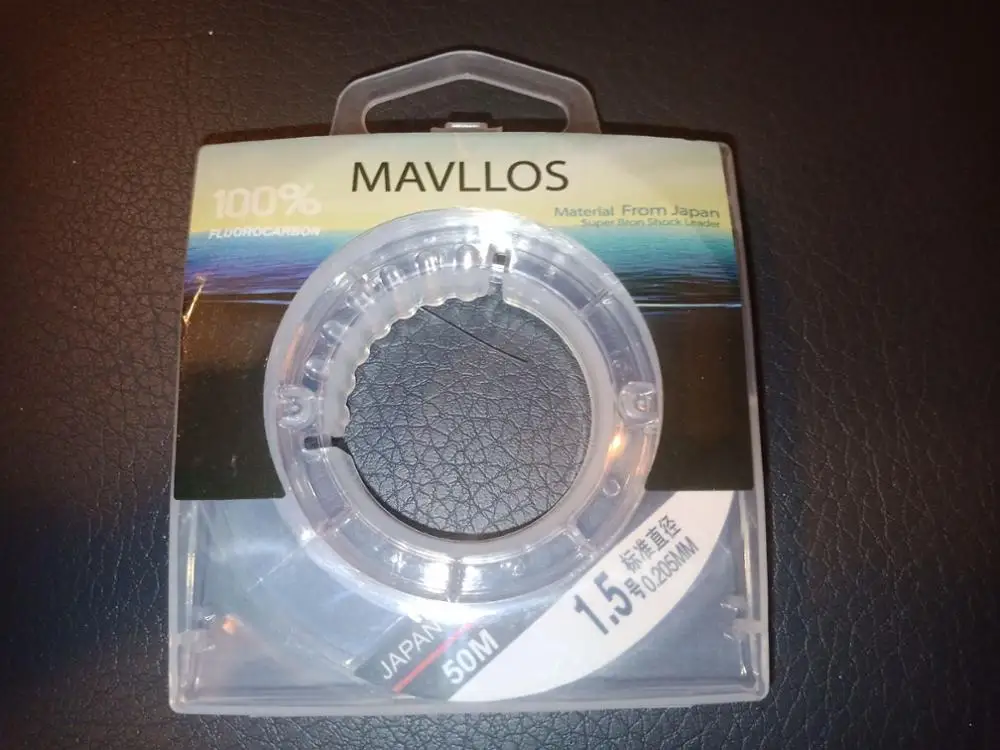 MAVLLOS
100%
FLUOROCARBON
Material From Japan
Super Bron Shock Leader
标准直径
1.5号0.205MM
JAPAN
50M